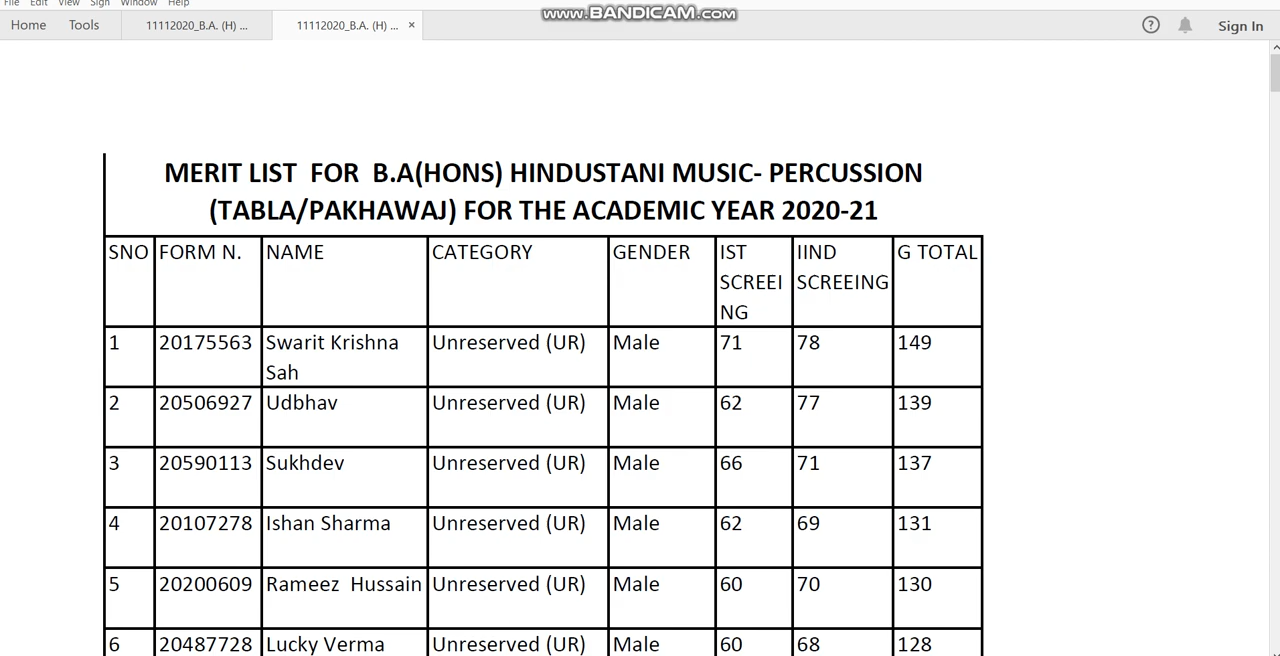 File Edit View Sign Window Help
www.BANDICAM.com
Home Tools 11112020_B.A. (H) ... 11112020_B.A. (H) ... × ? Sign In
MERIT LIST FOR B.A(HONS) HINDUSTANI MUSIC- PERCUSSION
(TABLA/PAKHAWAJ) FOR THE ACADEMIC YEAR 2020-21
SNO FORM N. NAME CATEGORY GENDER IST IIND G TOTAL
SCREEI SCREEING
NG
1 20175563 Swarit Krishna Unreserved (UR) Male 71 78 149
Sah
2 20506927 Udbhav Unreserved (UR) Male 62 77 139
3 20590113 Sukhdev Unreserved (UR) Male 66 71 137
4 20107278 Ishan Sharma Unreserved (UR) Male 62 69 131
5 20200609 Rameez Hussain Unreserved (UR) Male 60 70 130
6 20487728 Lucky Verma Unreserved (UR) Male 60 68 128